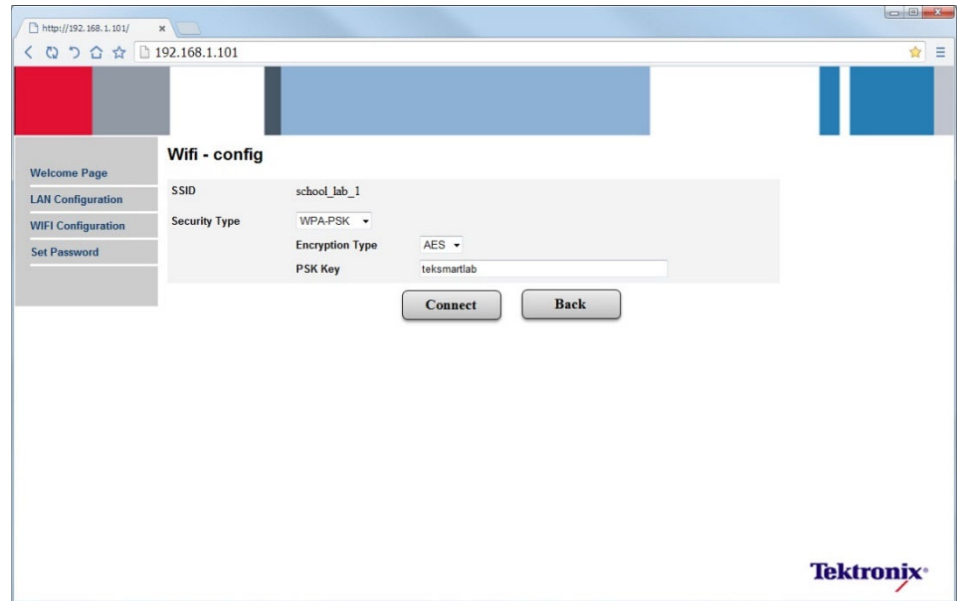 http://192.168.1.101/
192.168.1.101
Wifi - config
Welcome Page
LAN Configuration
WIFI Configuration
Set Password
SSID school_lab_1
Security Type WPA-PSK
Encryption Type AES
PSK Key teksmartlab
Connect Back
Tektronix